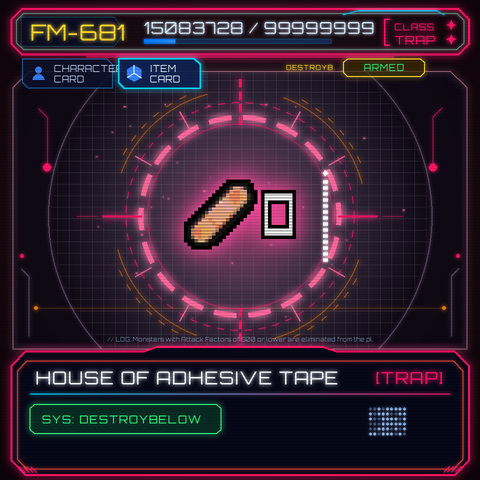 FM-681
15083728 / 99999999
CLASS
TRAP
CHARACTER
CARD
ITEM
CARD
DESTROYB
ARMED
// LOG: Monsters with Attack Factors of 500 or lower are eliminated from the pl
HOUSE OF ADHESIVE TAPE
[TRAP]
SYS: DESTROYBELOW